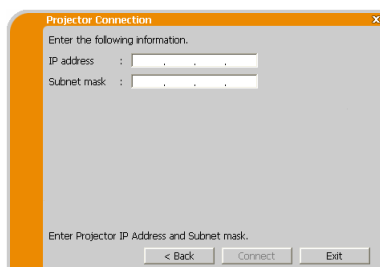 Projector Connection X
Enter the following information.
IP address : . . .
Subnet mask : . . .
Enter Projector IP Address and Subnet mask.
< Back Connect Exit